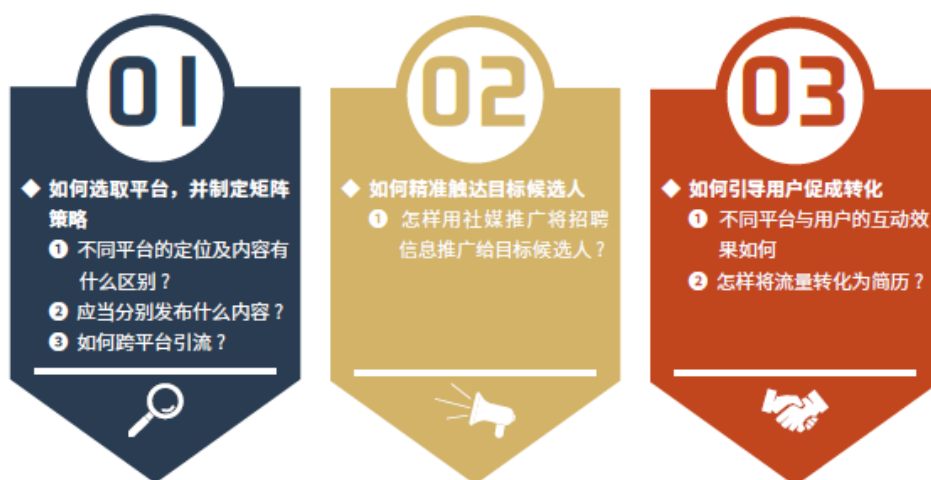 01
◆ 如何选取平台，并制定矩阵
策略
❶ 不同平台的定位及内容有
什么区别？
❷ 应当分别发布什么内容？
❸ 如何跨平台引流？
02
◆ 如何精准触达目标候选人
❶ 怎样用社媒推广将招聘
信息推广给目标候选人？
03
◆ 如何引导用户促成转化
❶ 不同平台与用户的互动效
果如何
❷ 怎样将流量转化为简历？